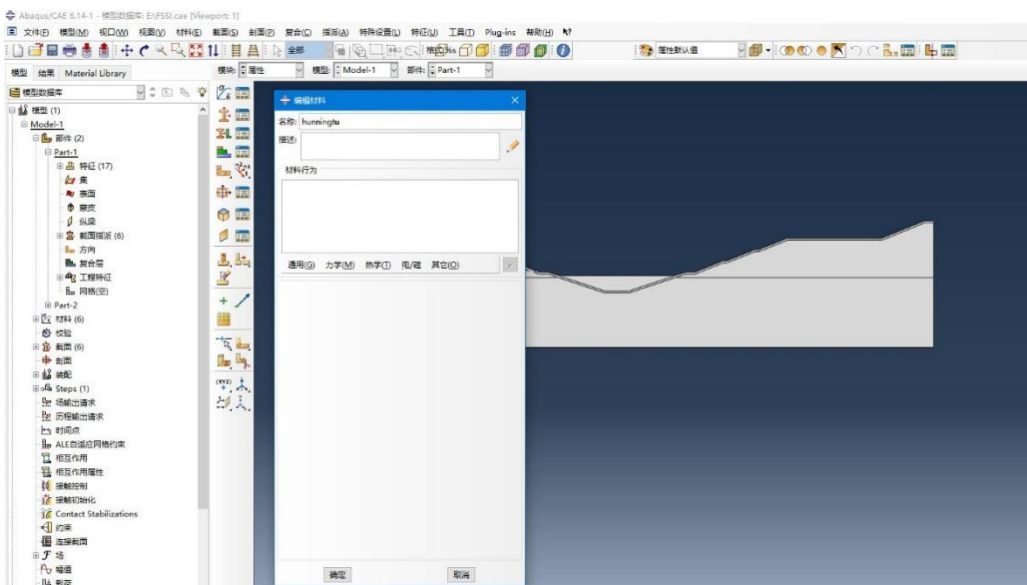 Abaqus/CAE 6.14-1 - 模型数据库: E:\FSSI.cae [Viewport: 1]
文件(F) 模型(M) 视口(W) 视图(V) 材料(E) 截面(S) 剖面(P) 复合(C) 指派(A) 特殊设置(L) 特征(U) 工具(T) Plug-ins 帮助(H)
全部 属性默认值
模型 结果 Material Library 模块: 属性 模型: Model-1 部件: Part-1
模型数据库
模型 (1)
Model-1
部件 (2)
Part-1
特征 (17)
集
表面
蒙皮
纵梁
截面指派 (6)
方向
复合层
工程特征
网格(空)
Part-2
材料 (6)
校验
截面 (6)
剖面
装配
Steps (1)
场输出请求
历程输出请求
时间点
ALE自适应网格约束
相互作用
相互作用属性
接触控制
接触初始化
Contact Stabilizations
约束
连接截面
场
幅值
载荷
编辑材料
名称: hunningtu
描述:
材料行为
通用(G) 力学(M) 热学(T) 电/磁 其它(O)
确定 取消